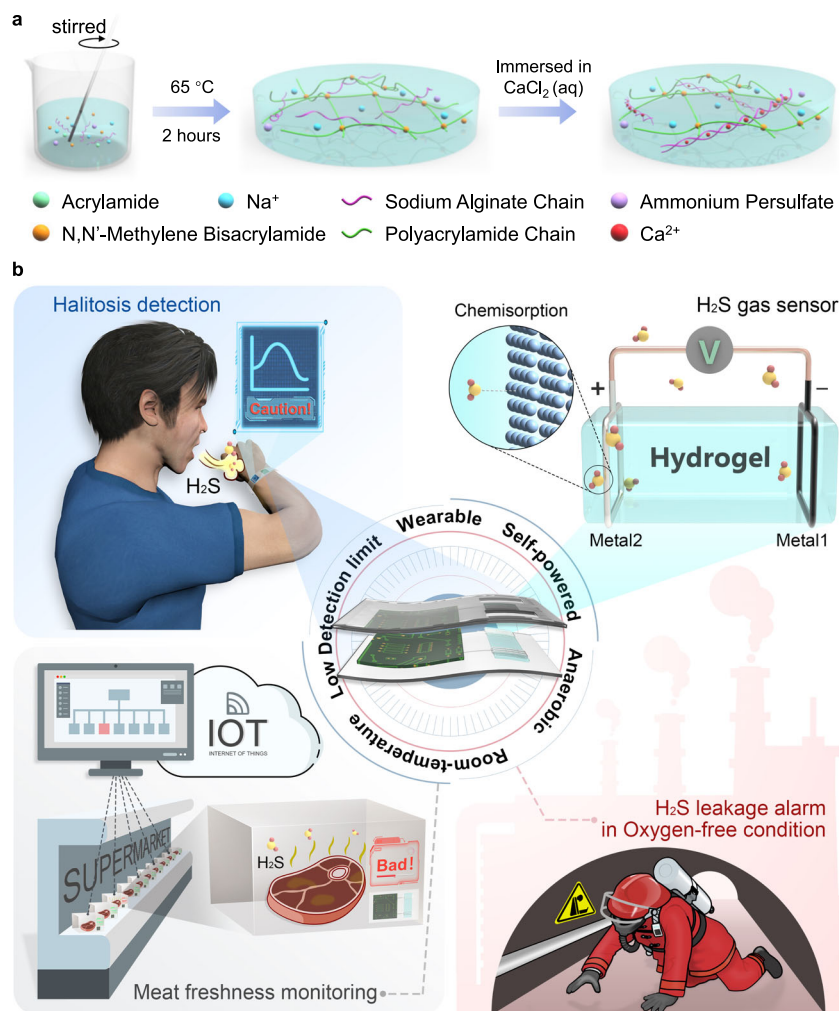 a
stirred
65 °C
2 hours
Immersed in
CaCl₂ (aq)
Acrylamide
Na⁺
Sodium Alginate Chain
Ammonium Persulfate
N,N'-Methylene Bisacrylamide
Polyacrylamide Chain
Ca²⁺
b
Halitosis detection
Caution!
H₂S
Chemisorption
H₂S gas sensor
V
+
−
Hydrogel
Metal2
Metal1
Low Detection limit
Wearable
Self-powered
Anaerobic
Room-temperature
IOT
INTERNET OF THINGS
SUPERMARKET
H₂S
Bad!
Meat freshness monitoring
H₂S leakage alarm
in Oxygen-free condition